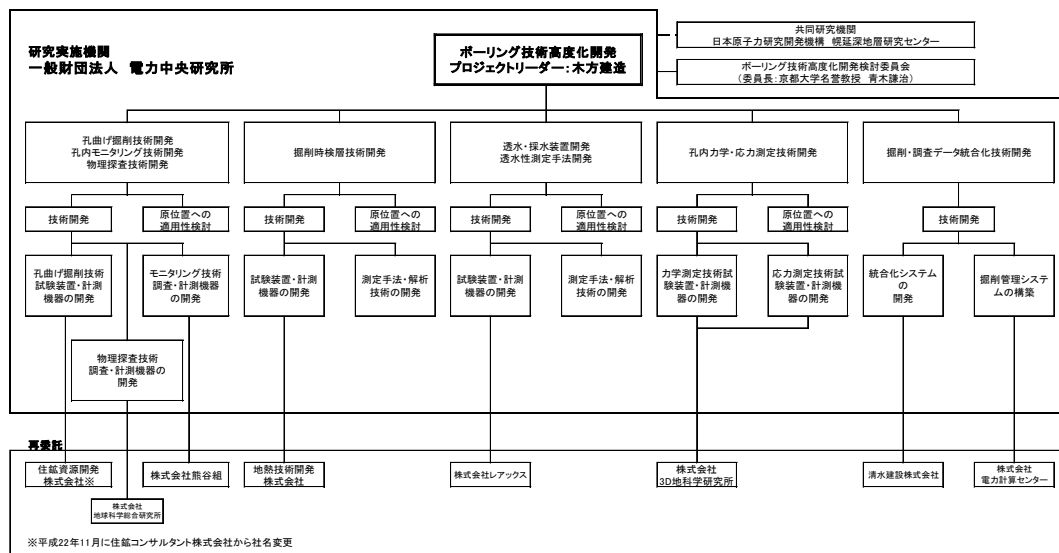 研究実施機関
一般財団法人 電力中央研究所
ボーリング技術高度化開発
プロジェクトリーダー：木方建造
共同研究機関
日本原子力研究開発機構 幌延深地層研究センター
ボーリング技術高度化開発検討委員会
（委員長：京都大学名誉教授 青木謙治）
孔曲げ掘削技術開発
孔内モニタリング技術開発
物理探査技術開発
掘削時検層技術開発
透水・採水装置開発
透水性測定手法開発
孔内力学・応力測定技術開発
掘削・調査データ統合化技術開発
技術開発
原位置への
適用性検討
技術開発
原位置への
適用性検討
技術開発
原位置への
適用性検討
技術開発
原位置への
適用性検討
技術開発
孔曲げ掘削技術
試験装置・計測
機器の開発
モニタリング技術
調査・計測機器
の開発
試験装置・計測
機器の開発
測定手法・解析
技術の開発
試験装置・計測
機器の開発
測定手法・解析
技術の開発
力学測定技術試
験装置・計測機
器の開発
応力測定技術試
験装置・計測機
器の開発
統合化システム
の
開発
掘削管理システ
ムの構築
物理探査技術
調査・計測機器の
開発
再委託
住鉱資源開発
株式会社※
株式会社熊谷組
地熱技術開発
株式会社
株式会社レアックス
株式会社
3D地科学研究所
清水建設株式会社
株式会社
電力計算センター
株式会社
地球科学総合研究所
※平成22年11月に住鉱コンサルタント株式会社から社名変更